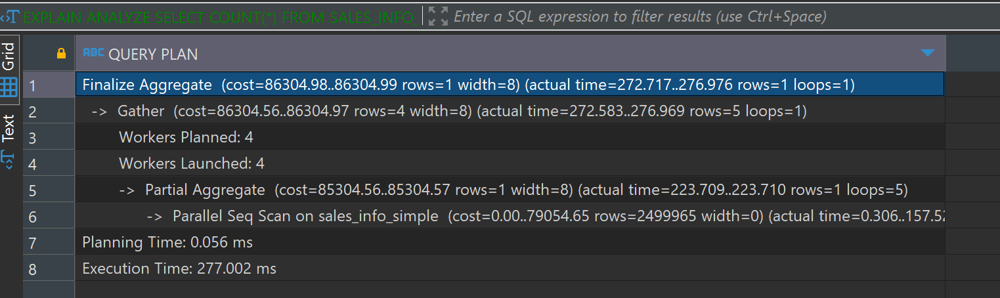 EXPLAIN ANALYZE SELECT COUNT(*) FROM SALES_INFO_ Enter a SQL expression to filter results (use Ctrl+Space)
Grid
Text
ABC QUERY PLAN
1 Finalize Aggregate (cost=86304.98..86304.99 rows=1 width=8) (actual time=272.717..276.976 rows=1 loops=1)
2 -> Gather (cost=86304.56..86304.97 rows=4 width=8) (actual time=272.583..276.969 rows=5 loops=1)
3 Workers Planned: 4
4 Workers Launched: 4
5 -> Partial Aggregate (cost=85304.56..85304.57 rows=1 width=8) (actual time=223.709..223.710 rows=1 loops=5)
6 -> Parallel Seq Scan on sales_info_simple (cost=0.00..79054.65 rows=2499965 width=0) (actual time=0.306..157.52
7 Planning Time: 0.056 ms
8 Execution Time: 277.002 ms